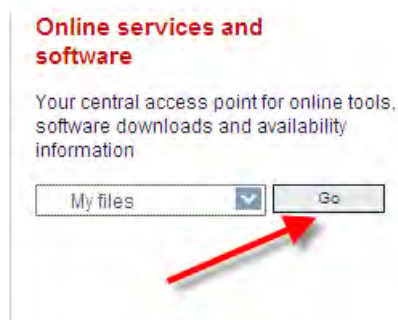 Online services and
software
Your central access point for online tools,
software downloads and availability
information
My files
Go